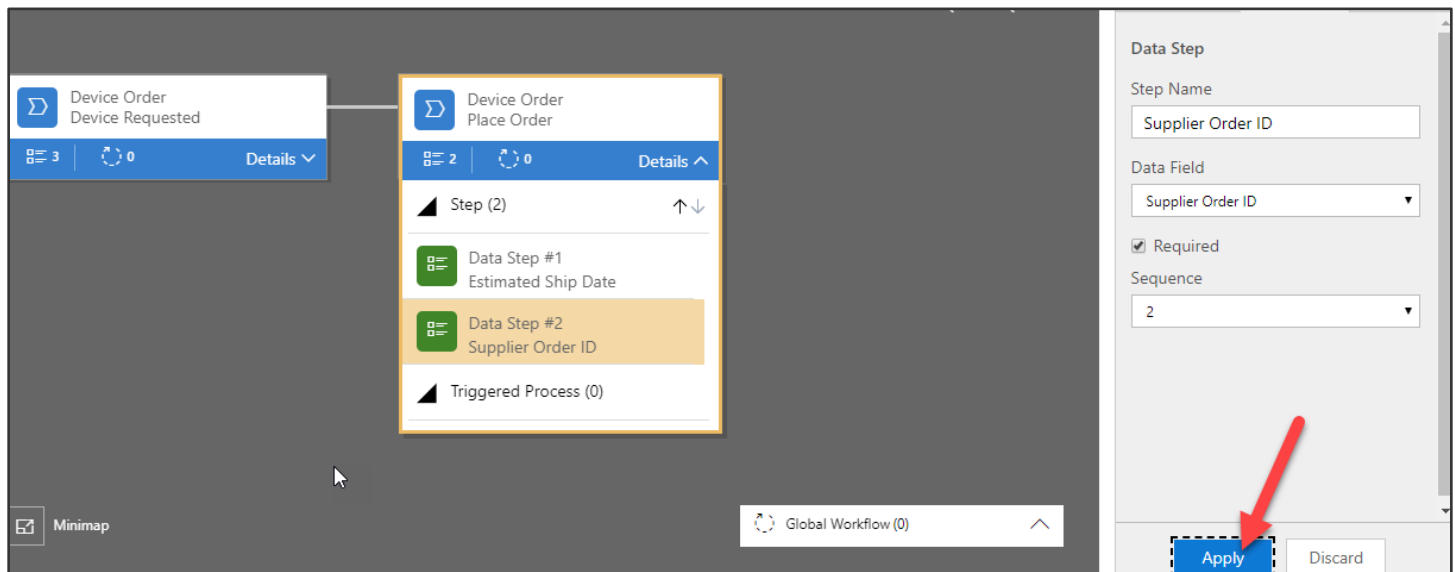 Device Order
Device Requested
3
0
Details
Device Order
Place Order
2
0
Details
Step (2)
Data Step #1
Estimated Ship Date
Data Step #2
Supplier Order ID
Triggered Process (0)
Minimap
Global Workflow (0)
Data Step
Step Name
Supplier Order ID
Data Field
Supplier Order ID
Required
Sequence
2
Apply
Discard